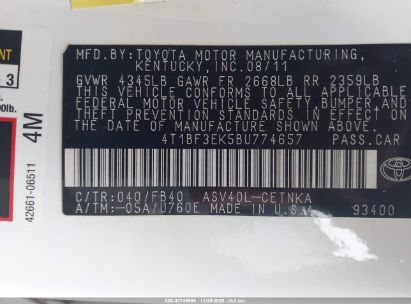 MFD.BY:TOYOTA MOTOR MANUFACTURING,
KENTUCKY,INC.08/11
GVWR 4345LB GAWR FR 2668LB RR 2359LB
THIS VEHICLE CONFORMS TO ALL APPLICABLE
FEDERAL MOTOR VEHICLE SAFETY,BUMPER,AND
THEFT PREVENTION STANDARDS IN EFFECT ON
THE DATE OF MANUFACTURE SHOWN ABOVE.
4T1BF3EK5BU774657 PASS.CAR
C/TR:040/FB40 ASV40L-CETNKA
A/TM:-05A/U760E MADE IN U.S.A 93400
TOYOTA
3
4M
42661-06511